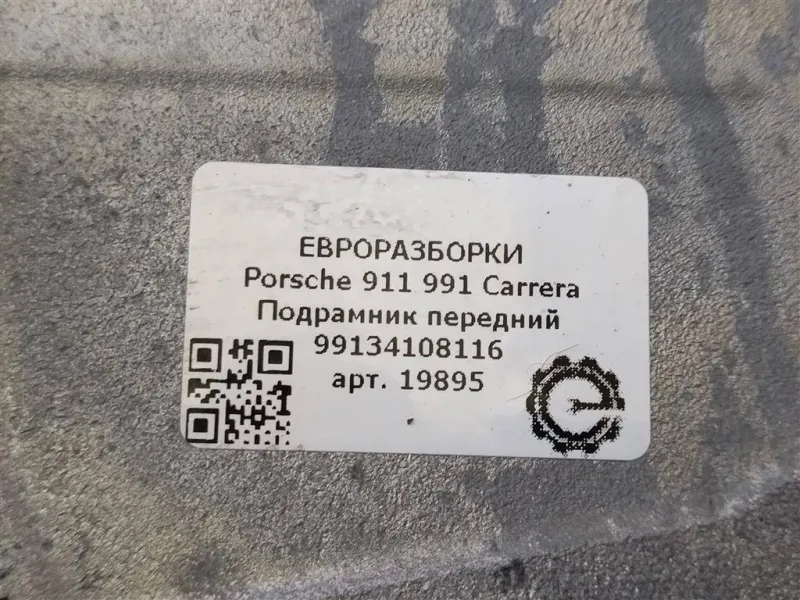 ЕВРОРАЗБОРКИ
Porsche 911 991 Carrera
Подрамник передний
99134108116
арт. 19895